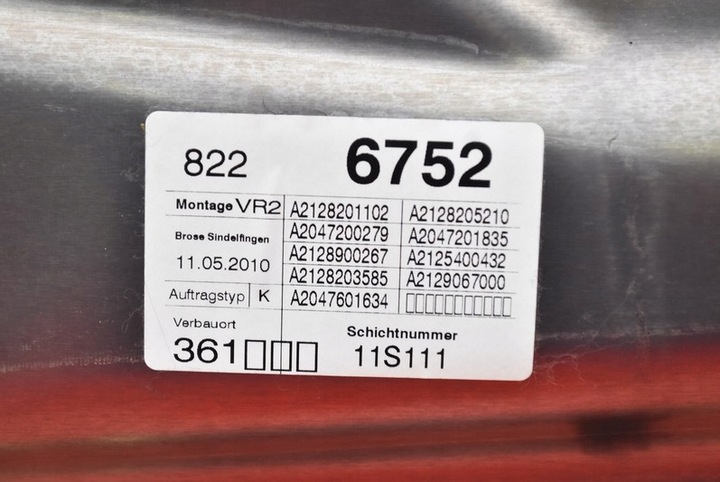 822 6752
Montage VR2
Brose Sindelfingen
11.05.2010
Auftragstyp K
A2128201102 A2128205210
A2047200279 A2047201835
A2128900267 A2125400432
A2128203585 A2129067000
A2047601634 □□□□□□□□□□□
Verbauort
361□□□
Schichtnummer
11S111